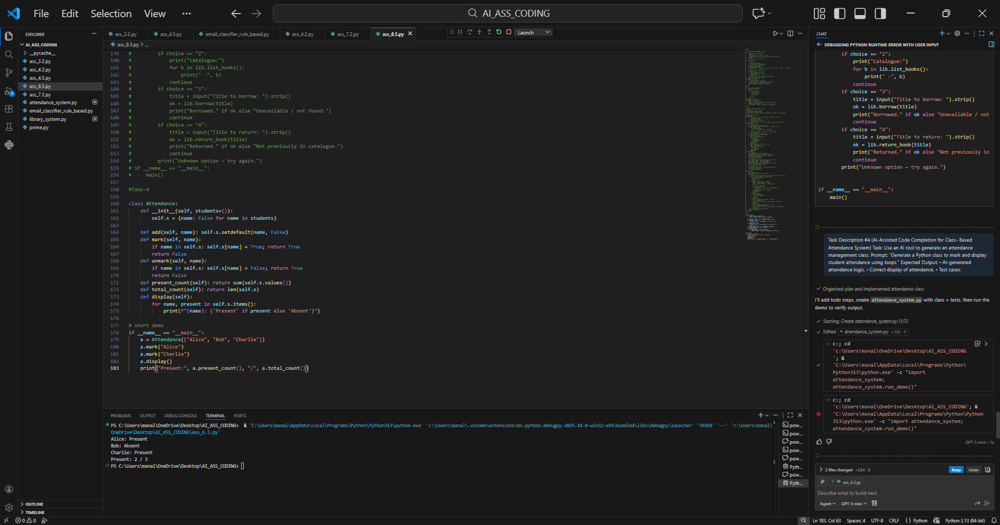 File Edit Selection View ··· AI_ASS_CODING
EXPLORER ···
AI_ASS_CODING
__pycache__
ass_3.2.py
ass_4.2.py
ass_4.5.py
ass_6.5.py
ass_7.2.py
attendance_system.py
email_classifier_rule_based.py
library_system.py
prime.py
OUTLINE
TIMELINE
ass_3.2.py ass_4.5.py email_classifier_rule_based.py ass_4.2.py ass_7.2.py ass_6.5.py
Launch
ass_6.5.py > ...
139 # if choice == "2":
140 # print("Catalogue:")
141 # for b in lib.list_books():
142 # print(" -", b)
143 # continue
144 # if choice == "3":
145 # title = input("Title to borrow: ").strip()
146 # ok = lib.borrow(title)
147 # print("Borrowed." if ok else "Unavailable / not found.")
148 # continue
149 # if choice == "4":
150 # title = input("Title to return: ").strip()
151 # ok = lib.return_book(title)
152 # print("Returned." if ok else "Not previously in catalogue.")
153 # continue
154 # print("Unknown option — try again.")
155 # if __name__ == "__main__":
156 # main()
157
158 #Task-4
159
160 class Attendance:
161 def __init__(self, students=()):
162 self.s = {name: False for name in students}
163
164 def add(self, name): self.s.setdefault(name, False)
165 def mark(self, name):
166 if name in self.s: self.s[name] = True; return True
167 return False
168 def unmark(self, name):
169 if name in self.s: self.s[name] = False; return True
170 return False
171 def present_count(self): return sum(self.s.values())
172 def total_count(self): return len(self.s)
173 def display(self):
174 for name, present in self.s.items():
175 print(f"{name}: {'Present' if present else 'Absent'}")
176
177 # short demo
178 if __name__ == "__main__":
179 a = Attendance(["Alice", "Bob", "Charlie"])
180 a.mark("Alice")
181 a.mark("Charlie")
182 a.display()
183 print("Present:", a.present_count(), "/", a.total_count())
PROBLEMS OUTPUT DEBUG CONSOLE TERMINAL PORTS
PS C:\Users\manal\OneDrive\Desktop\AI_ASS_CODING> & 'C:\Users\manal\AppData\Local\Programs\Python\Python313\python.exe' 'c:\Users\manal\.vscode\extensions\ms-python.debugpy-2025.18.0-win32-x64\bundled\libs\debugpy\launcher' '56491' '--' 'c:\Users\manal\
OneDrive\Desktop\AI_ASS_CODING\ass_6.5.py'
Alice: Present
Bob: Absent
Charlie: Present
Present: 2 / 3
PS C:\Users\manal\OneDrive\Desktop\AI_ASS_CODING>
pow...
pow...
pow...
pow...
pow...
Pyth...
pow...
Pyth...
CHAT
DEBUGGING PYTHON RUNTIME ERROR WITH USER INPUT
if choice == "2":
print("Catalogue:")
for b in lib.list_books():
print(" -", b)
continue
if choice == "3":
title = input("Title to borrow: ").strip()
ok = lib.borrow(title)
print("Borrowed." if ok else "Unavailable / not
continue
if choice == "4":
title = input("Title to return: ").strip()
ok = lib.return_book(title)
print("Returned." if ok else "Not previously in
continue
print("Unknown option — try again.")
if __name__ == "__main__":
main()
Task Description #4 (AI-Assisted Code Completion for Class- Based
Attendance System) Task: Use an AI tool to generate an attendance
management class. Prompt: "Generate a Python class to mark and display
student attendance using loops." Expected Output: • AI-generated
attendance logic. • Correct display of attendance. • Test cases.
Organized plan and implemented attendance class
I'll add todo steps, create attendance_system.py with class + tests, then run the
demo to verify output.
Starting: Create attendance_system.py (1/3)
Edited attendance_system.py +103 -1
c:; cd
'c:\Users\manal\OneDrive\Desktop\AI_ASS_CODING
'; &
'C:\Users\manal\AppData\Local\Programs\Python\
Python313\python.exe' -c "import
attendance_system;
attendance_system.run_demo()"
c:; cd
'c:\Users\manal\OneDrive\Desktop\AI_ASS_CODING'; &
'C:\Users\manal\AppData\Local\Programs\Python\Python
313\python.exe' -c "import attendance_system;
attendance_system.run_demo()"
GPT-5 mini • 1x
2 files changed +224 -2 Keep Undo
ass_6.5.py
Describe what to build next
Agent GPT-5 mini
0 0
Ln 183, Col 63 Spaces: 4 UTF-8 CRLF { } Python Python 3.13 (64-bit)